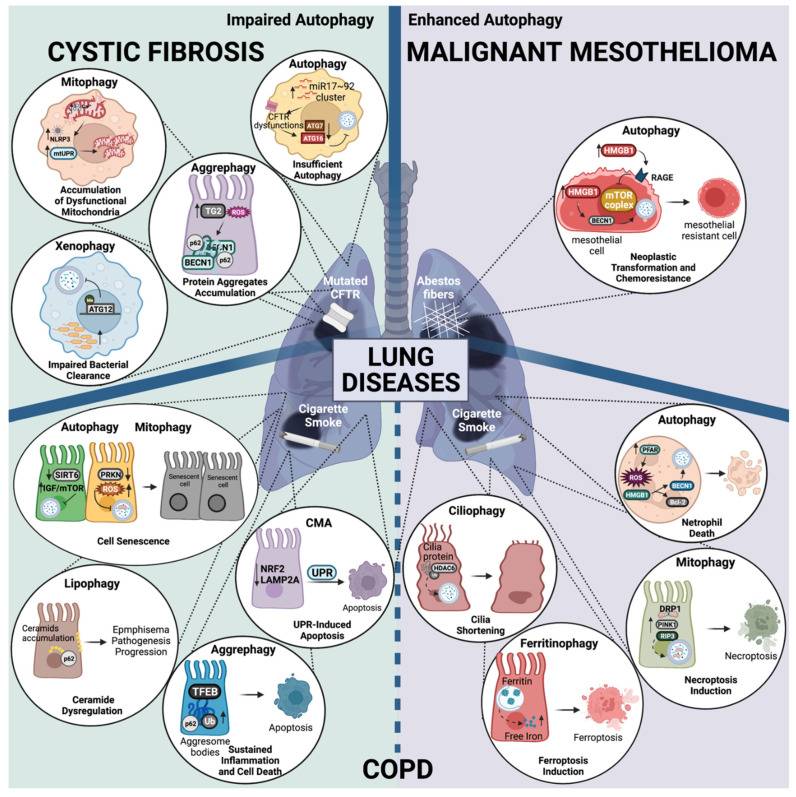 Impaired Autophagy
Enhanced Autophagy
CYSTIC FIBROSIS
MALIGNANT MESOTHELIOMA
Mitophagy
NLRP3
mtUPR
Accumulation
of Dysfunctional
Mitochondria
Autophagy
miR17~92
cluster
CFTR
dysfunctions
ATG7
ATG16
Insufficient
Autophagy
Aggrephagy
TG2
ROS
p62
BECN1
p62
Protein Aggregates
Accumulation
Xenophagy
ATG12
Impaired Bacterial
Clearance
Autophagy
HMGB1
RAGE
HMGB1
mTOR
coplex
BECN1
mesothelial
cell
mesothelial
resistant cell
Neoplastic
Transformation and
Chemoresistance
Mutated
CFTR
Abestos
fibers
LUNG
DISEASES
Cigarette
Smoke
Cigarette
Smoke
Autophagy
Mitophagy
SIRT6
IGF/mTOR
PRKN
ROS
Senescent
cell
Senescent
cell
Cell Senescence
CMA
NRF2
LAMP2A
UPR
Apoptosis
UPR-Induced
Apoptosis
Lipophagy
Ceramids
accumulation
p62
Epmphisema
Pathogenesis
Progression
Ceramide
Dysregulation
Aggrephagy
TFEB
p62
Ub
Aggresome
bodies
Apoptosis
Sustained
Inflammation
and Cell Death
Ciliophagy
Cilia
protein
HDAC6
Cilia
Shortening
Autophagy
PFAR
ROS
HMGB1
BECN1
Bcl-2
Netrophil
Death
Mitophagy
DRP1
PINK1
RIP3
Necroptosis
Necroptosis
Induction
Ferritinophagy
Ferritin
Free Iron
Ferroptosis
Ferroptosis
Induction
COPD